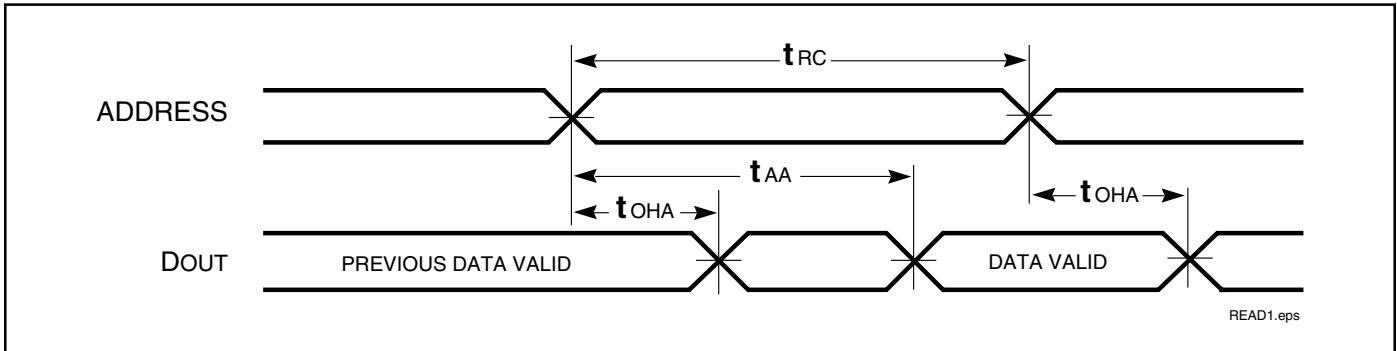 tRC
ADDRESS
tAA
tOHA
tOHA
DOUT
PREVIOUS DATA VALID
DATA VALID
READ1.eps